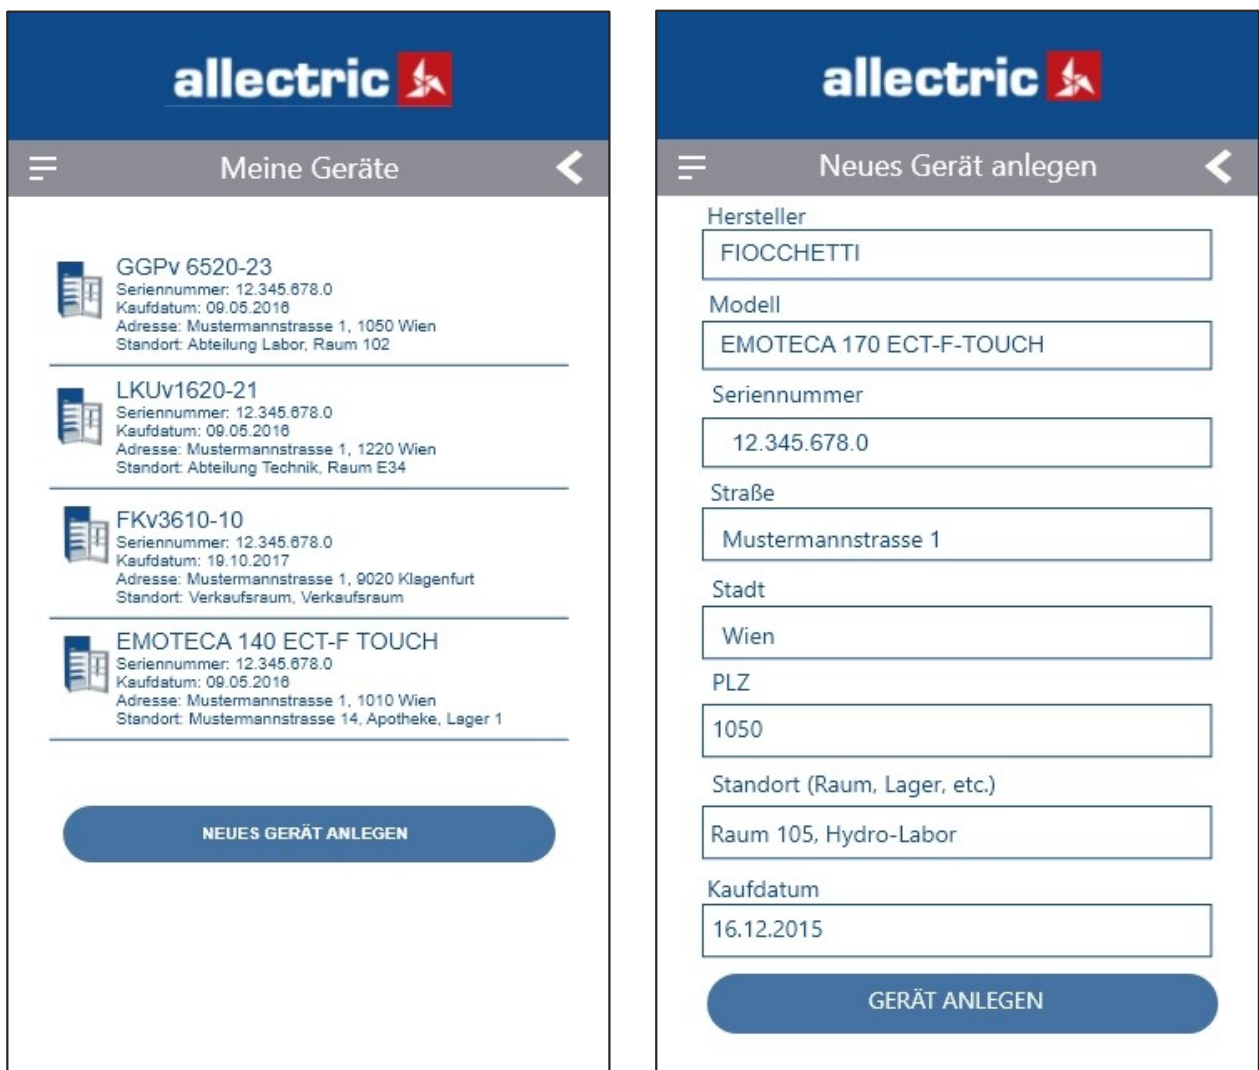 allectric
Meine Geräte
GGPv 6520-23
Seriennummer: 12.345.678.0
Kaufdatum: 09.05.2016
Adresse: Mustermannstrasse 1, 1050 Wien
Standort: Abteilung Labor, Raum 102
LKUv1620-21
Seriennummer: 12.345.678.0
Kaufdatum: 09.05.2016
Adresse: Mustermannstrasse 1, 1220 Wien
Standort: Abteilung Technik, Raum E34
FKv3610-10
Seriennummer: 12.345.678.0
Kaufdatum: 19.10.2017
Adresse: Mustermannstrasse 1, 9020 Klagenfurt
Standort: Verkaufsraum, Verkaufsraum
EMOTECA 140 ECT-F TOUCH
Seriennummer: 12.345.678.0
Kaufdatum: 09.05.2016
Adresse: Mustermannstrasse 1, 1010 Wien
Standort: Mustermannstrasse 14, Apotheke, Lager 1
NEUES GERÄT ANLEGEN
allectric
Neues Gerät anlegen
Hersteller
FIOCCHETTI
Modell
EMOTECA 170 ECT-F-TOUCH
Seriennummer
12.345.678.0
Straße
Mustermannstrasse 1
Stadt
Wien
PLZ
1050
Standort (Raum, Lager, etc.)
Raum 105, Hydro-Labor
Kaufdatum
16.12.2015
GERÄT ANLEGEN